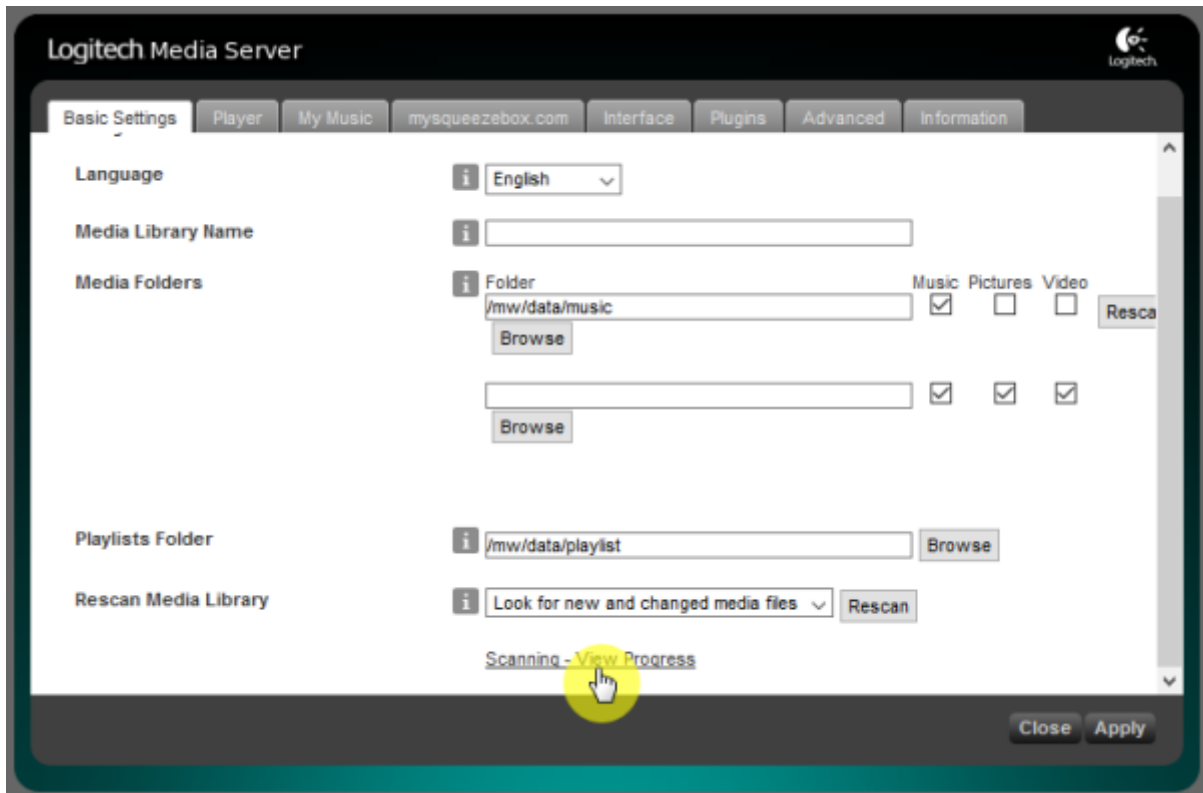 Logitech Media Server
Logitech
Basic Settings Player My Music mysqueezebox.com Interface Plugins Advanced Information
Language i English
Media Library Name i
Media Folders i Folder Music Pictures Video
/mw/data/music Resca
Browse
Browse
Playlists Folder i /mw/data/playlist Browse
Rescan Media Library i Look for new and changed media files Rescan
Scanning - View Progress
Close Apply